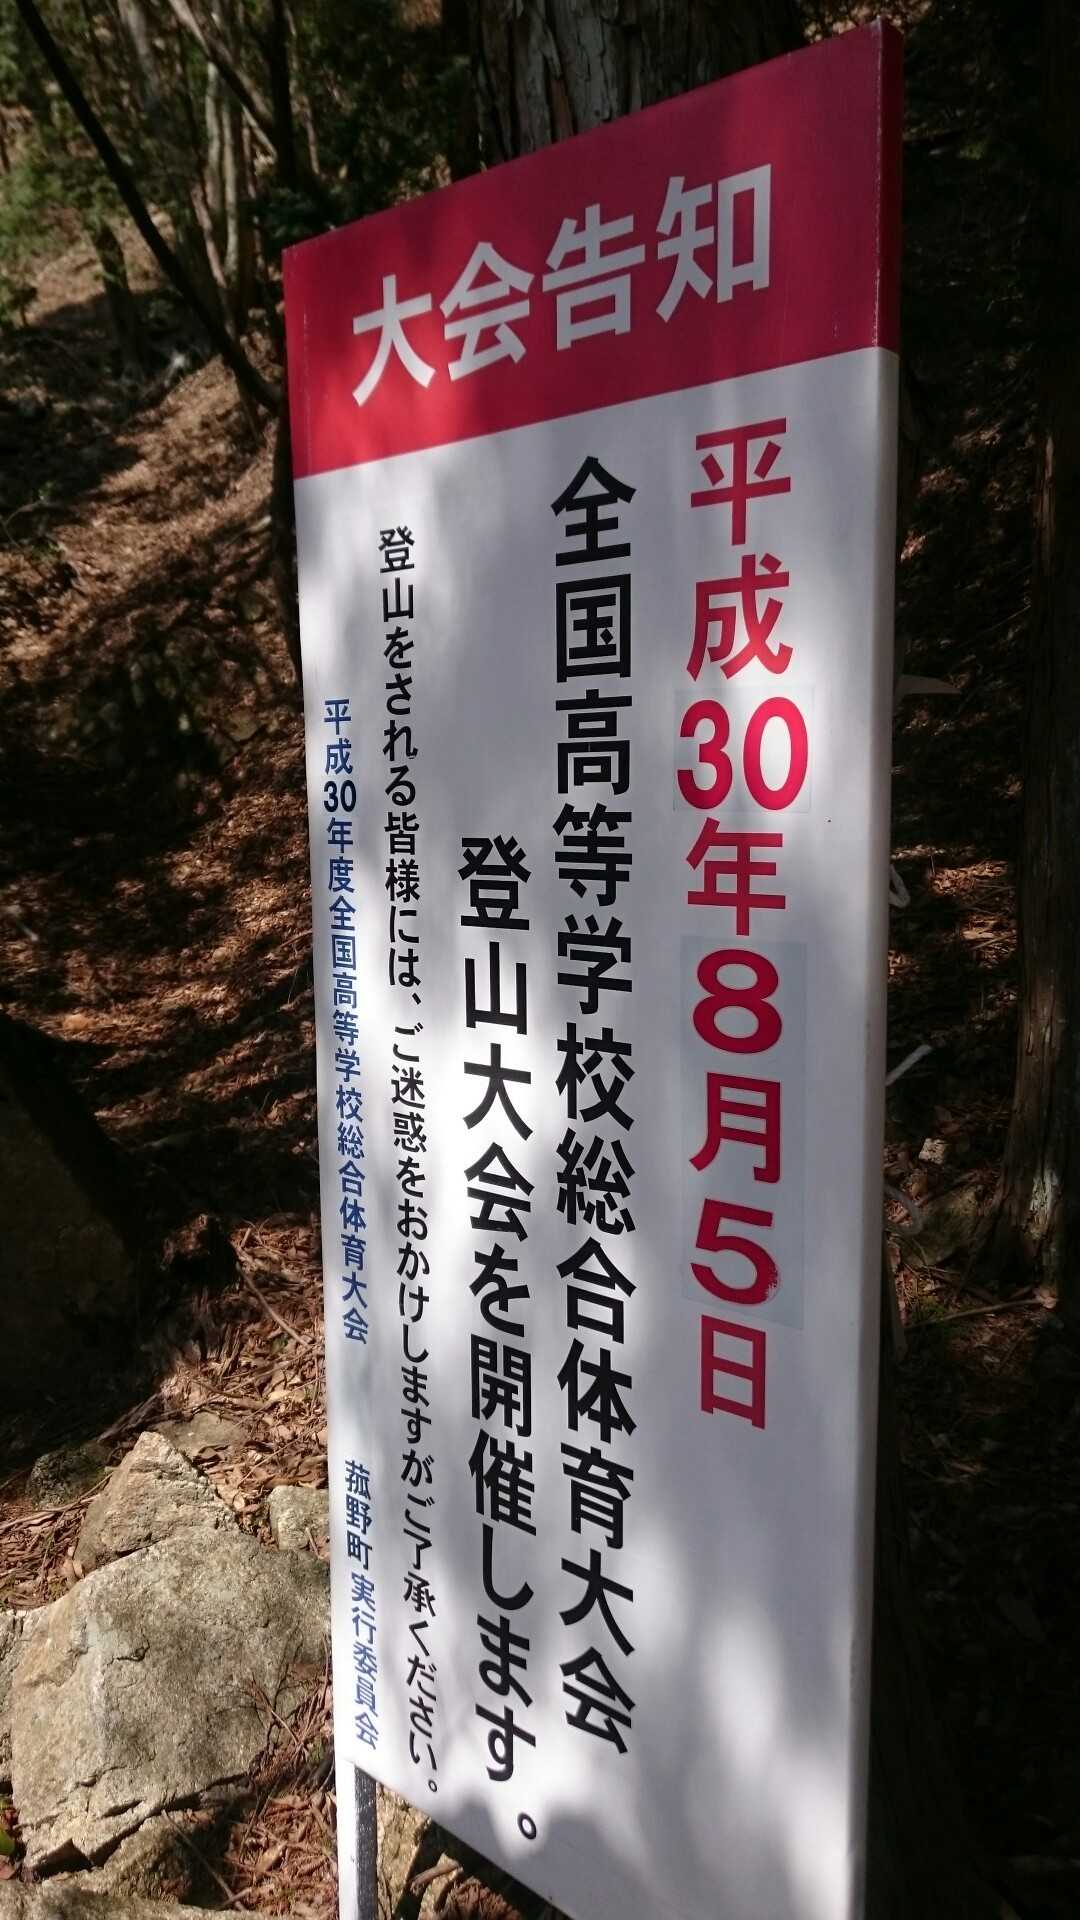 大会告知
平成30年8月5日
全国高等学校総合体育大会
登山大会を開催します。
登山をされる皆様には、ご迷惑をおかけしますがご了承ください。
平成30年度全国高等学校総合体育大会 菰野町実行委員会